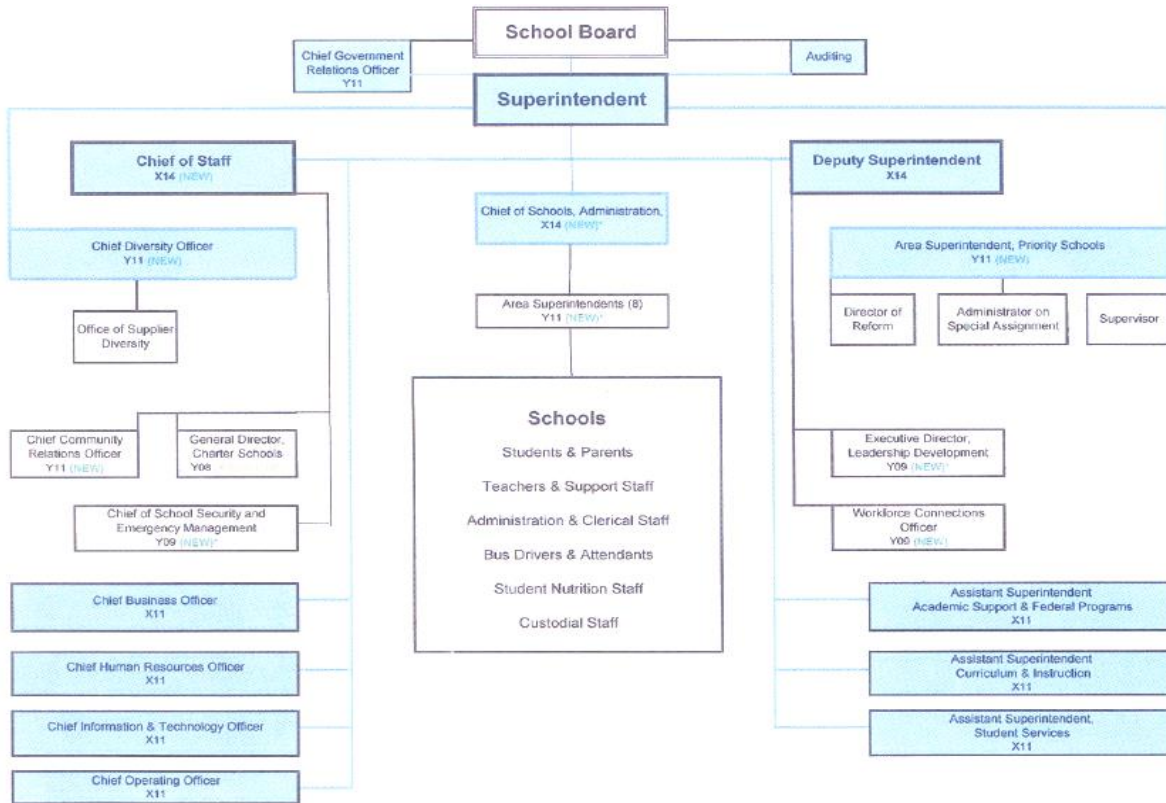 School Board
Chief Government
Relations Officer
Y11
Auditing
Superintendent
Chief of Staff
X14 (NEW)
Deputy Superintendent
X14
Chief of Schools, Administration,
X14 (NEW)*
Chief Diversity Officer
Y11 (NEW)
Area Superintendent, Priority Schools
Y11 (NEW)
Area Superintendents (8)
Y11 (NEW)*
Office of Supplier
Diversity
Director of
Reform
Administrator on
Special Assignment
Supervisor
Schools
Students & Parents
Teachers & Support Staff
Administration & Clerical Staff
Bus Drivers & Attendants
Student Nutrition Staff
Custodial Staff
Chief Community
Relations Officer
Y11 (NEW)
General Director,
Charter Schools
Y08
Executive Director,
Leadership Development
Y09 (NEW)*
Chief of School Security and
Emergency Management
Y09 (NEW)*
Workforce Connections
Officer
Y09 (NEW)
Chief Business Officer
X11
Assistant Superintendent
Academic Support & Federal Programs
X11
Chief Human Resources Officer
X11
Assistant Superintendent
Curriculum & Instruction
X11
Chief Information & Technology Officer
X11
Assistant Superintendent,
Student Services
X11
Chief Operating Officer
X11